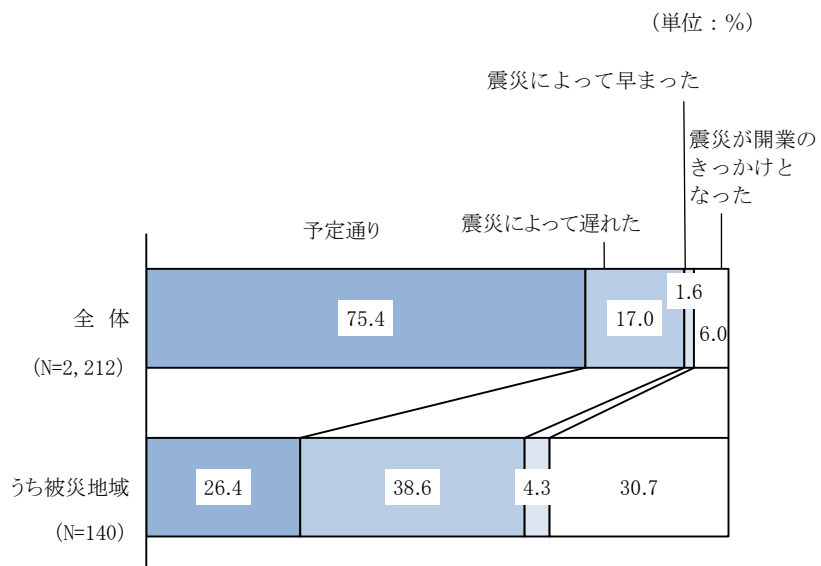 (単位:%)
震災によって早まった
震災が開業の
きっかけと
なった
予定通り
震災によって遅れた
全 体
(N=2,212)
75.4
17.0
1.6
6.0
うち被災地域
(N=140)
26.4
38.6
4.3
30.7